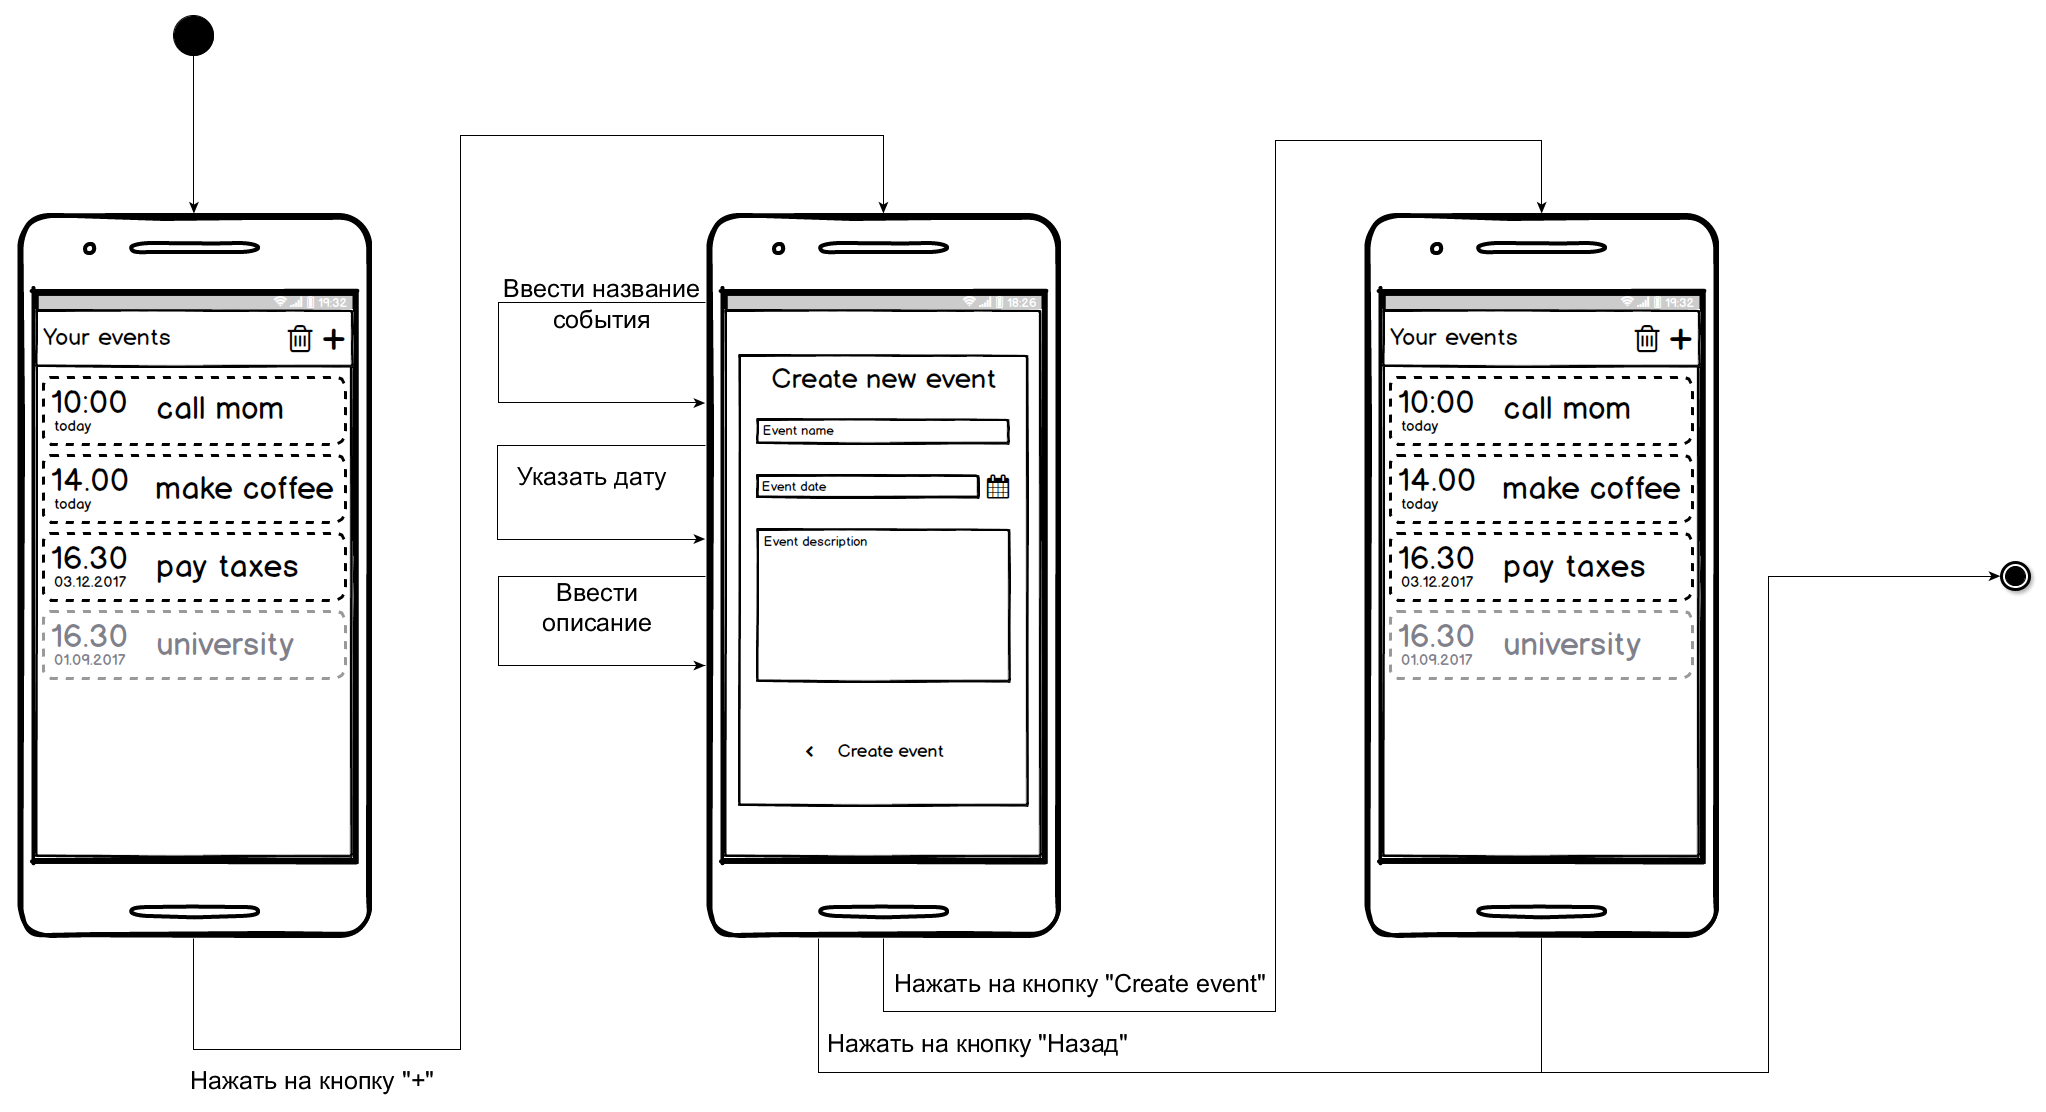 19:32
Your events
10:00
today
call mom
14.00
today
make coffee
16.30
03.12.2017
pay taxes
16.30
01.09.2017
university
Нажать на кнопку "+"
Ввести название
события
Указать дату
Ввести
описание
18:26
Create new event
Event name
Event date
Event description
Create event
Нажать на кнопку "Create event"
Нажать на кнопку "Назад"
19:32
Your events
10:00
today
call mom
14.00
today
make coffee
16.30
03.12.2017
pay taxes
16.30
01.09.2017
university